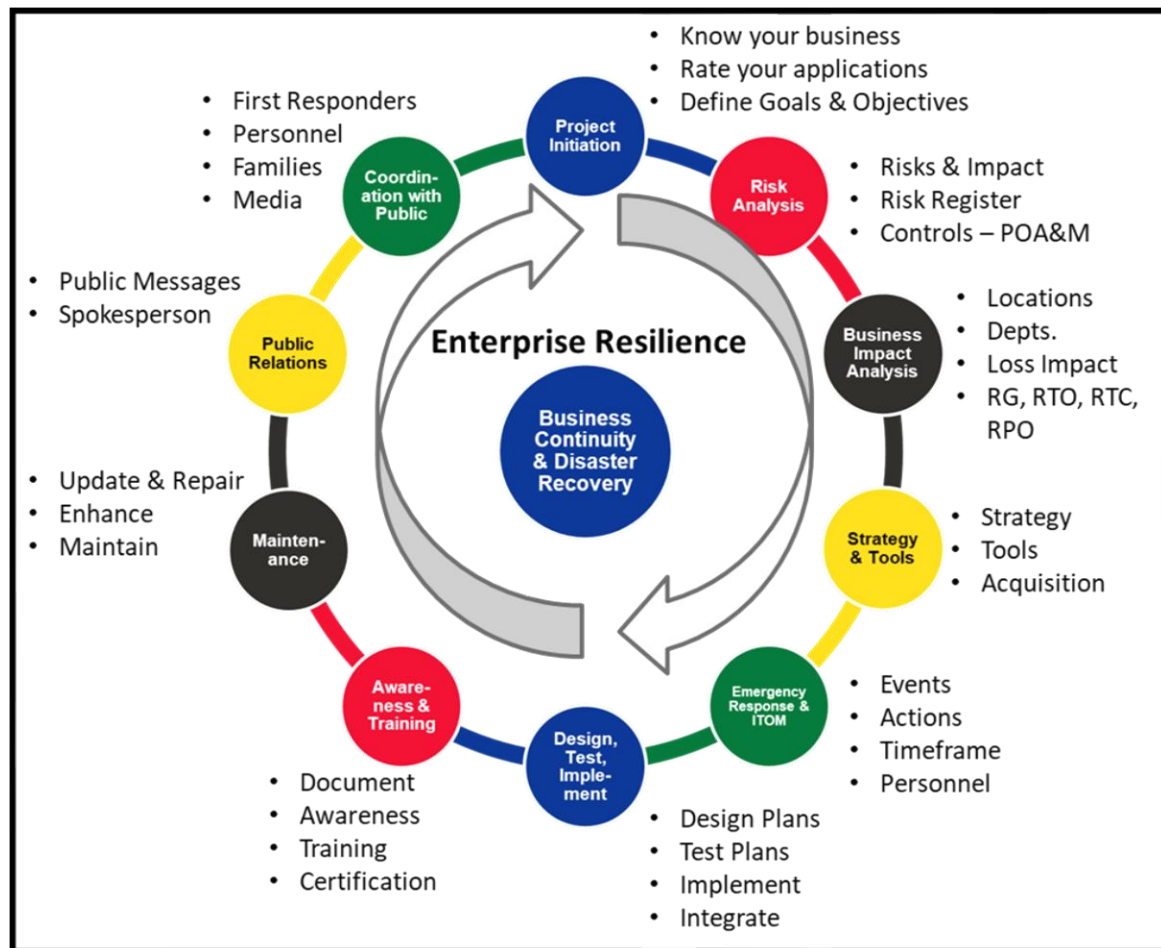 • Know your business
• Rate your applications
• Define Goals & Objectives
Project
Initiation
• First Responders
• Personnel
• Families
• Media
Coordin-
ation with
Public
Risk
Analysis
• Risks & Impact
• Risk Register
• Controls – POA&M
• Public Messages
• Spokesperson
Public
Relations
Enterprise Resilience
Business
Impact
Analysis
• Locations
• Depts.
• Loss Impact
• RG, RTO, RTC,
RPO
Business
Continuity
& Disaster
Recovery
• Update & Repair
• Enhance
• Maintain
Mainten-
ance
Strategy
& Tools
• Strategy
• Tools
• Acquisition
Aware-
ness &
Training
Emergency
Response &
ITOM
• Events
• Actions
• Timeframe
• Personnel
Design,
Test,
Imple-
ment
• Document
• Awareness
• Training
• Certification
• Design Plans
• Test Plans
• Implement
• Integrate